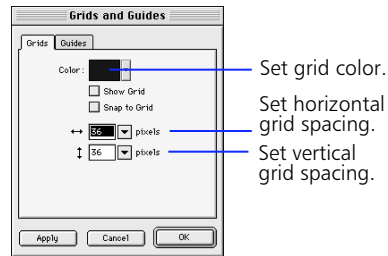 Grids and Guides
Grids Guides
Color:
Set grid color.
Show Grid
Snap to Grid
Set horizontal
grid spacing.
36 pixels
36 pixels
Set vertical
grid spacing.
Apply Cancel OK